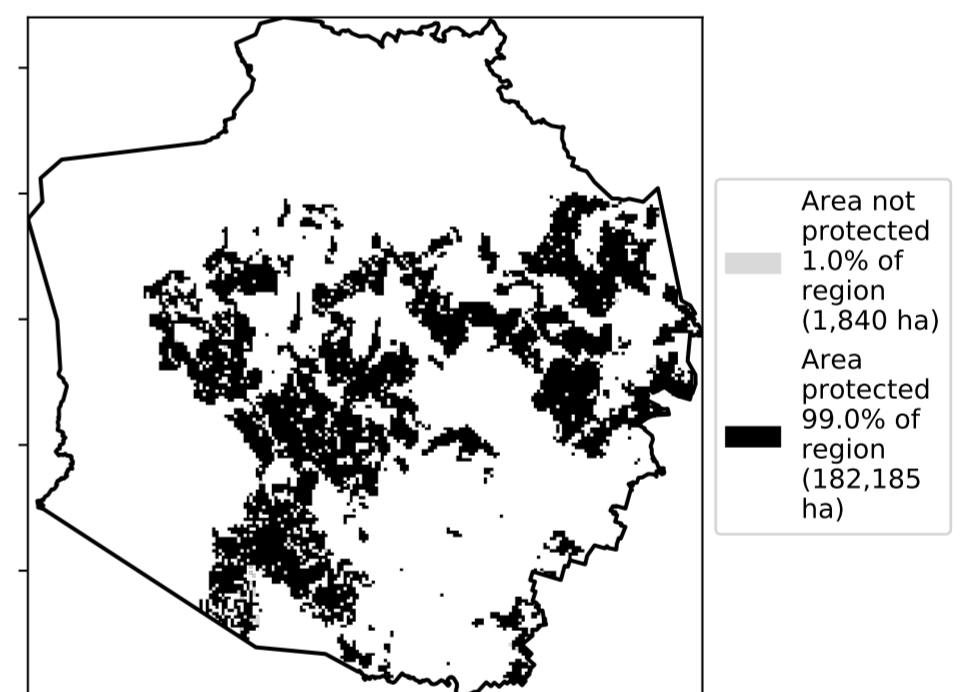 Area not
protected
1.0% of
region
(1,840 ha)
Area
protected
99.0% of
region
(182,185
ha)